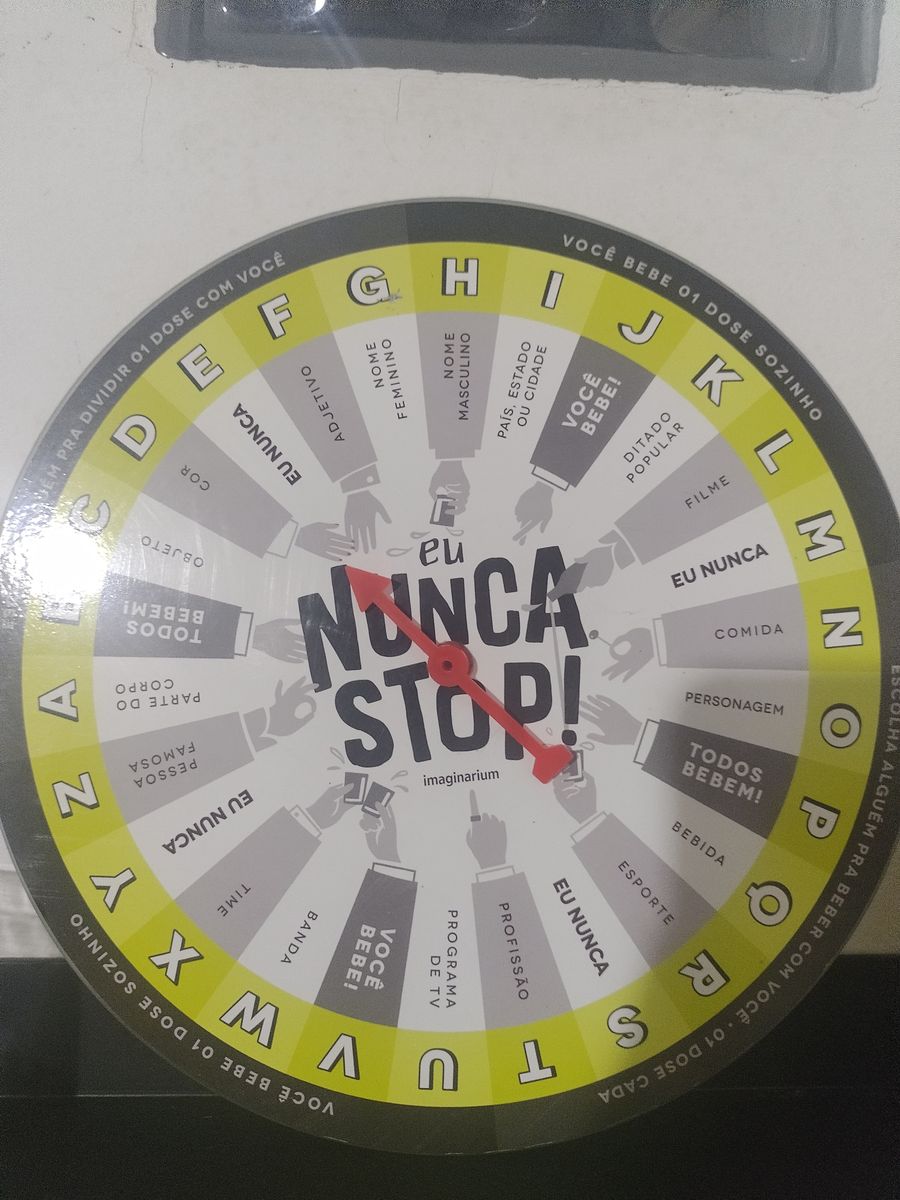 VOCÊ BEBE 01 DOSE SOZINHO
ESCOLHA ALGUÉM PRA BEBER COM VOCÊ • 01 DOSE CADA
VOCÊ BEBE 01 DOSE SOZINHO
PRA DIVIDIR 01 DOSE COM VOCÊ
H
I
J
K
L
M
N
O
P
Q
R
S
T
U
V
W
X
Y
Z
A
C
D
E
F
G
NOME
MASCULINO
PAÍS, ESTADO
OU CIDADE
VOCÊ
BEBE!
DITADO
POPULAR
FILME
EU NUNCA
COMIDA
PERSONAGEM
TODOS
BEBEM!
BEBIDA
ESPORTE
EU NUNCA
PROFISSÃO
PROGRAMA
DE TV
VOCÊ
BEBE!
BANDA
TIME
EU NUNCA
PESSOA
FAMOSA
PARTE DO
CORPO
TODOS
BEBEM!
OBJETO
COR
EU NUNCA
ADJETIVO
NOME
FEMININO
eu
NUNCA
STOP!
imaginarium